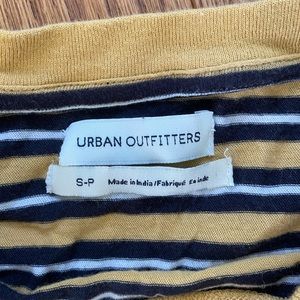 URBAN OUTFITTERS
S-P Made in India/Fabriqué En inde